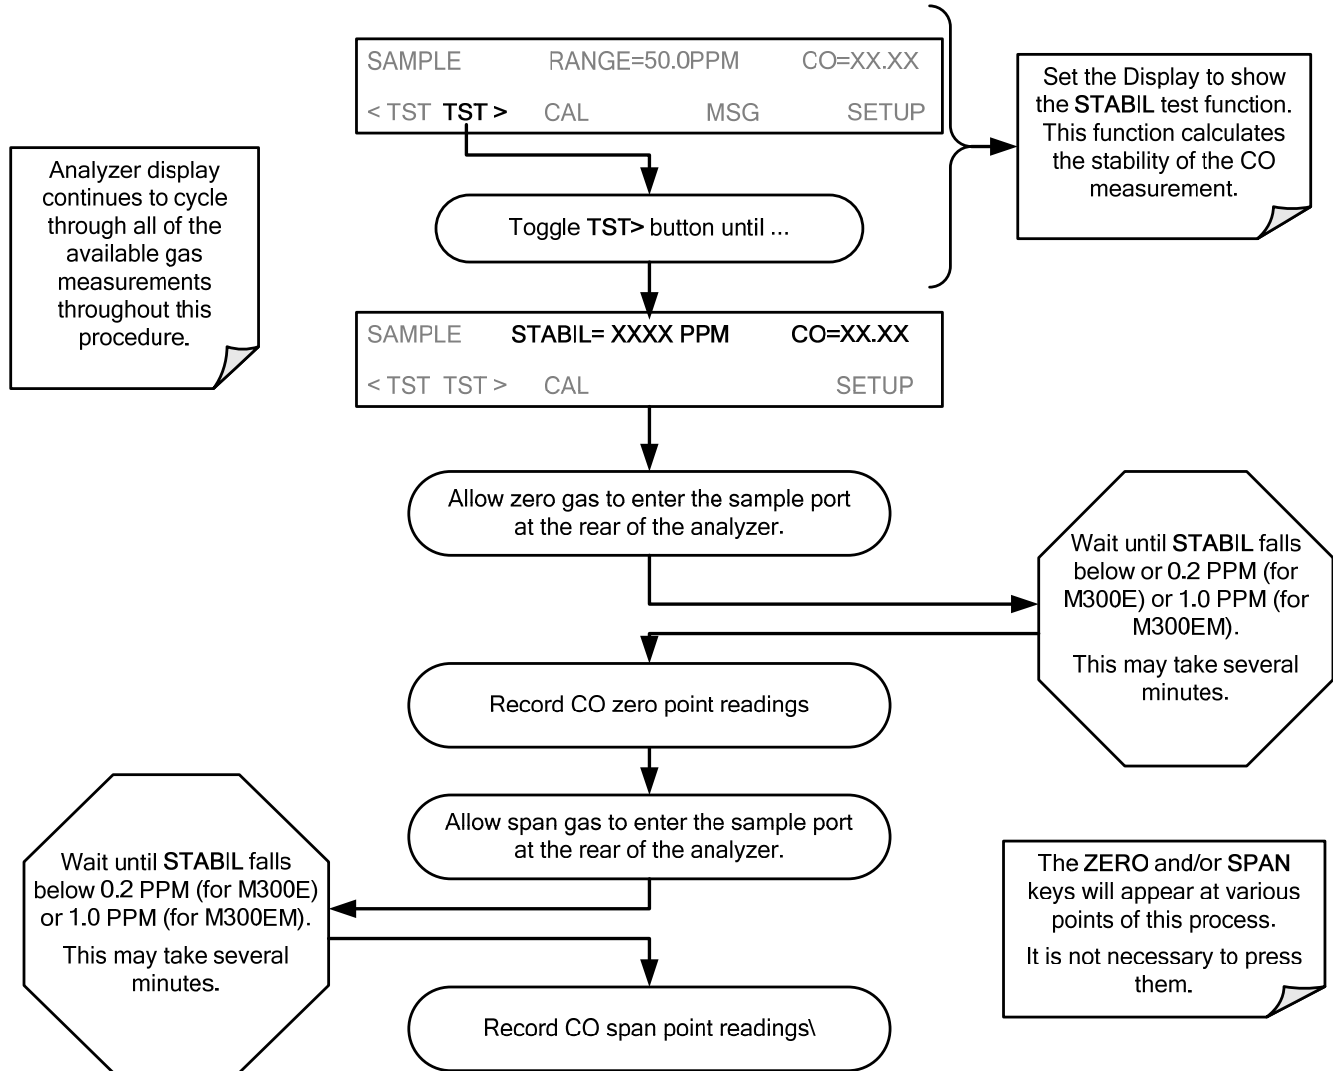 SAMPLE RANGE=50.0PPM CO=XX.XX
< TST TST > CAL MSG SETUP
Set the Display to show
the STABIL test function.
This function calculates
the stability of the CO
measurement.
Analyzer display
continues to cycle
through all of the
available gas
measurements
throughout this
procedure.
Toggle TST> button until ...
SAMPLE STABIL= XXXX PPM CO=XX.XX
< TST TST > CAL SETUP
Allow zero gas to enter the sample port
at the rear of the analyzer.
Wait until STABIL falls
below or 0.2 PPM (for
M300E) or 1.0 PPM (for
M300EM).
This may take several
minutes.
Record CO zero point readings
Allow span gas to enter the sample port
at the rear of the analyzer.
Wait until STABIL falls
below 0.2 PPM (for M300E)
or 1.0 PPM (for M300EM).
This may take several
minutes.
The ZERO and/or SPAN
keys will appear at various
points of this process.
It is not necessary to press
them.
Record CO span point readings\